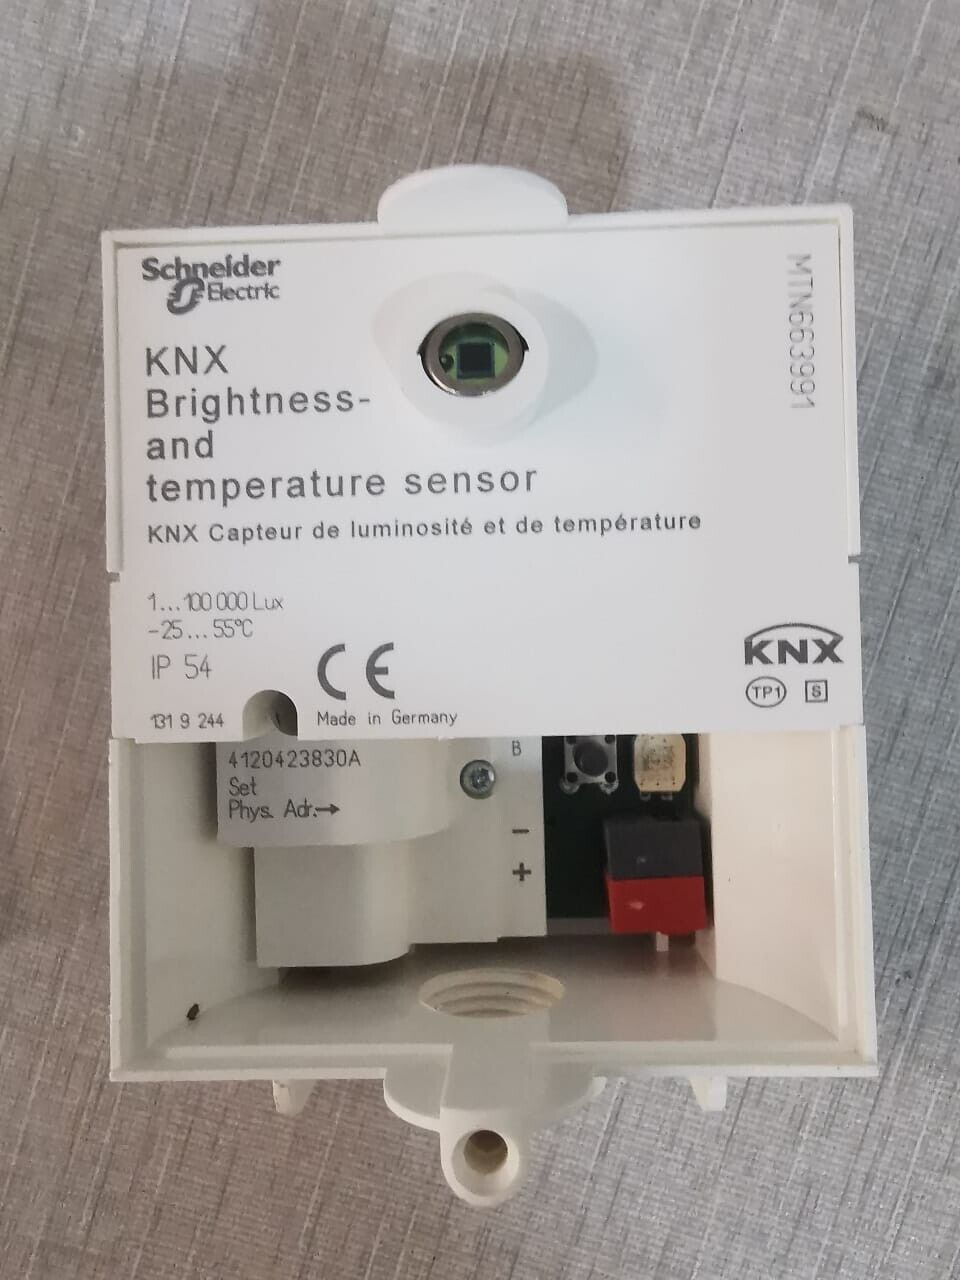 Schneider
Electric
MTN663991
KNX
Brightness-
and
temperature sensor
KNX Capteur de luminosité et de température
1...100 000 Lux
-25...55°C
IP 54
CE
KNX
TP1 S
131 9 244
Made in Germany
4120423830A
Set
Phys. Adr.→
B
-
+